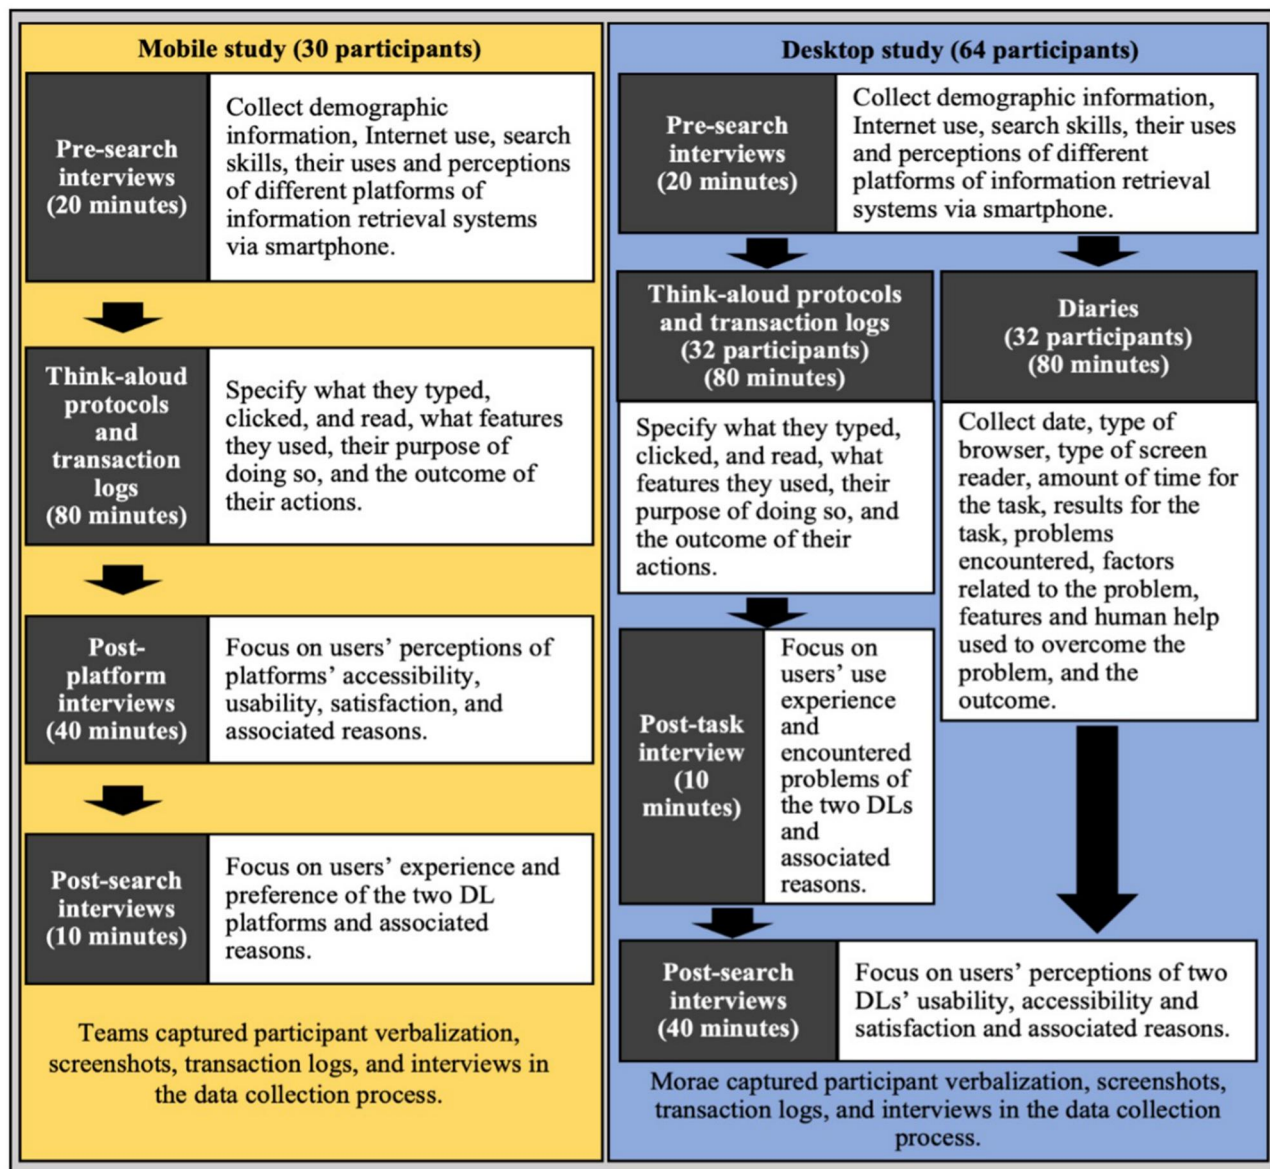 Mobile study (30 participants)
Pre-search
interviews
(20 minutes)
Collect demographic
information, Internet use, search
skills, their uses and perceptions
of different platforms of
information retrieval systems
via smartphone.
Think-aloud
protocols
and
transaction
logs
(80 minutes)
Specify what they typed,
clicked, and read, what features
they used, their purpose of
doing so, and the outcome of
their actions.
Post-
platform
interviews
(40 minutes)
Focus on users’ perceptions of
platforms’ accessibility,
usability, satisfaction, and
associated reasons.
Post-search
interviews
(10 minutes)
Focus on users’ experience and
preference of the two DL
platforms and associated
reasons.
Teams captured participant verbalization,
screenshots, transaction logs, and interviews in
the data collection process.
Desktop study (64 participants)
Pre-search
interviews
(20 minutes)
Collect demographic information,
Internet use, search skills, their uses
and perceptions of different
platforms of information retrieval
systems via smartphone.
Think-aloud protocols
and transaction logs
(32 participants)
(80 minutes)
Specify what they typed,
clicked, and read, what
features they used, their
purpose of doing so, and
the outcome of their
actions.
Post-task
interview
(10
minutes)
Focus on
users’ use
experience
and
encountered
problems of
the two DLs
and
associated
reasons.
Diaries
(32 participants)
(80 minutes)
Collect date, type of
browser, type of screen
reader, amount of time for
the task, results for the
task, problems
encountered, factors
related to the problem,
features and human help
used to overcome the
problem, and the
outcome.
Post-search
interviews
(40 minutes)
Focus on users’ perceptions of two
DLs’ usability, accessibility and
satisfaction and associated reasons.
Morae captured participant verbalization, screenshots,
transaction logs, and interviews in the data collection
process.